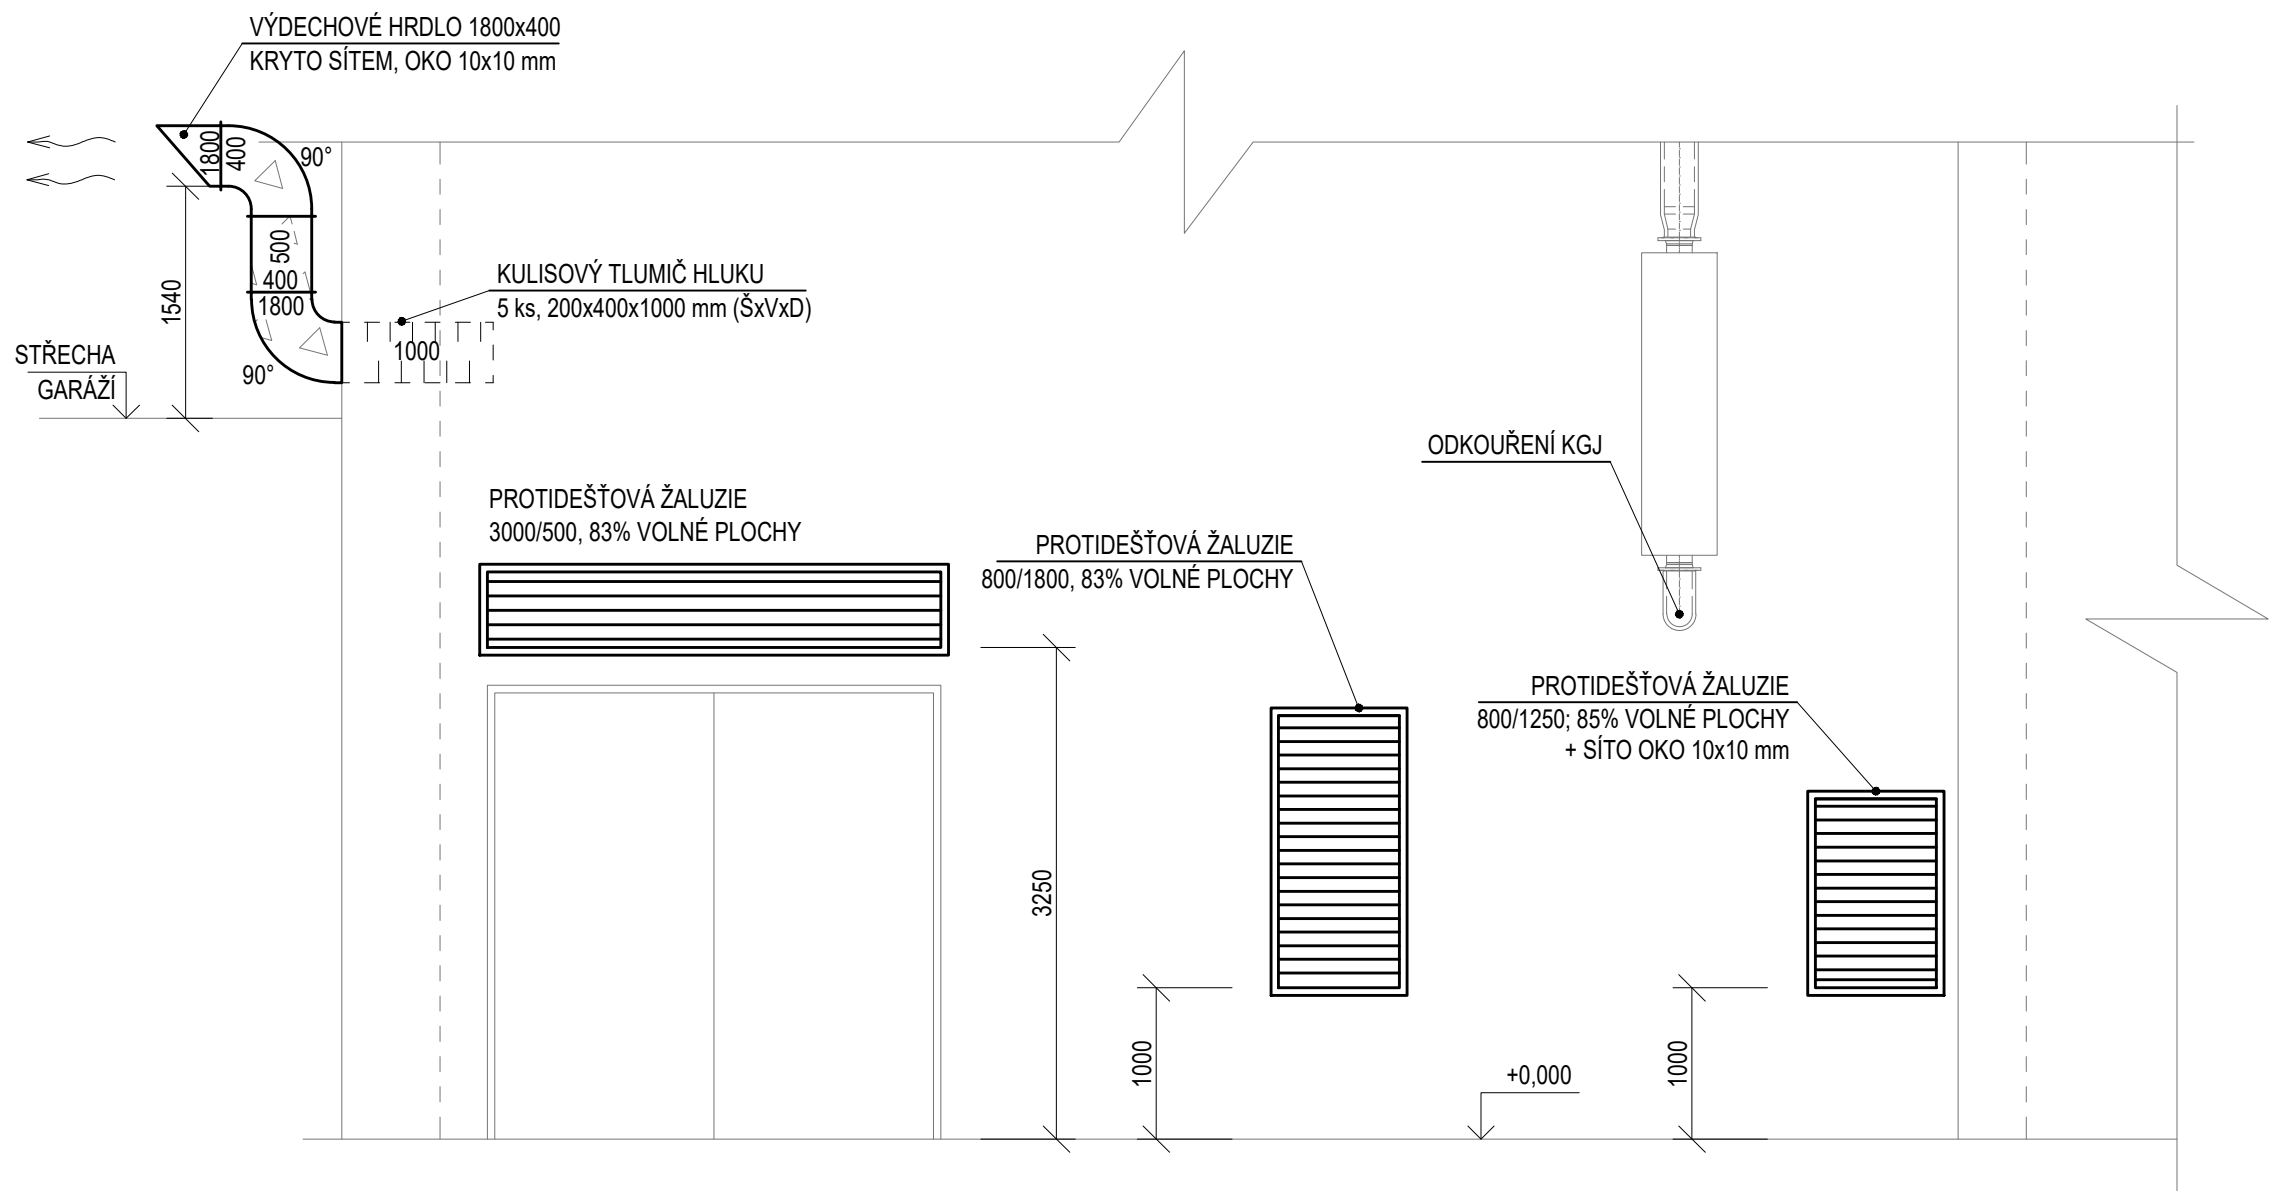 VÝDECHOVÉ HRDLO 1800x400
KRYTO SÍTEM, OKO 10x10 mm
1800
400
90°
500
400
1800
90°
1540
STŘECHA
GARÁŽÍ
KULISOVÝ TLUMIČ HLUKU
5 ks, 200x400x1000 mm (ŠxVxD)
1000
ODKOUŘENÍ KGJ
PROTIDEŠŤOVÁ ŽALUZIE
3000/500, 83% VOLNÉ PLOCHY
PROTIDEŠŤOVÁ ŽALUZIE
800/1800, 83% VOLNÉ PLOCHY
PROTIDEŠŤOVÁ ŽALUZIE
800/1250; 85% VOLNÉ PLOCHY
+ SÍTO OKO 10x10 mm
3250
1000
+0,000
1000